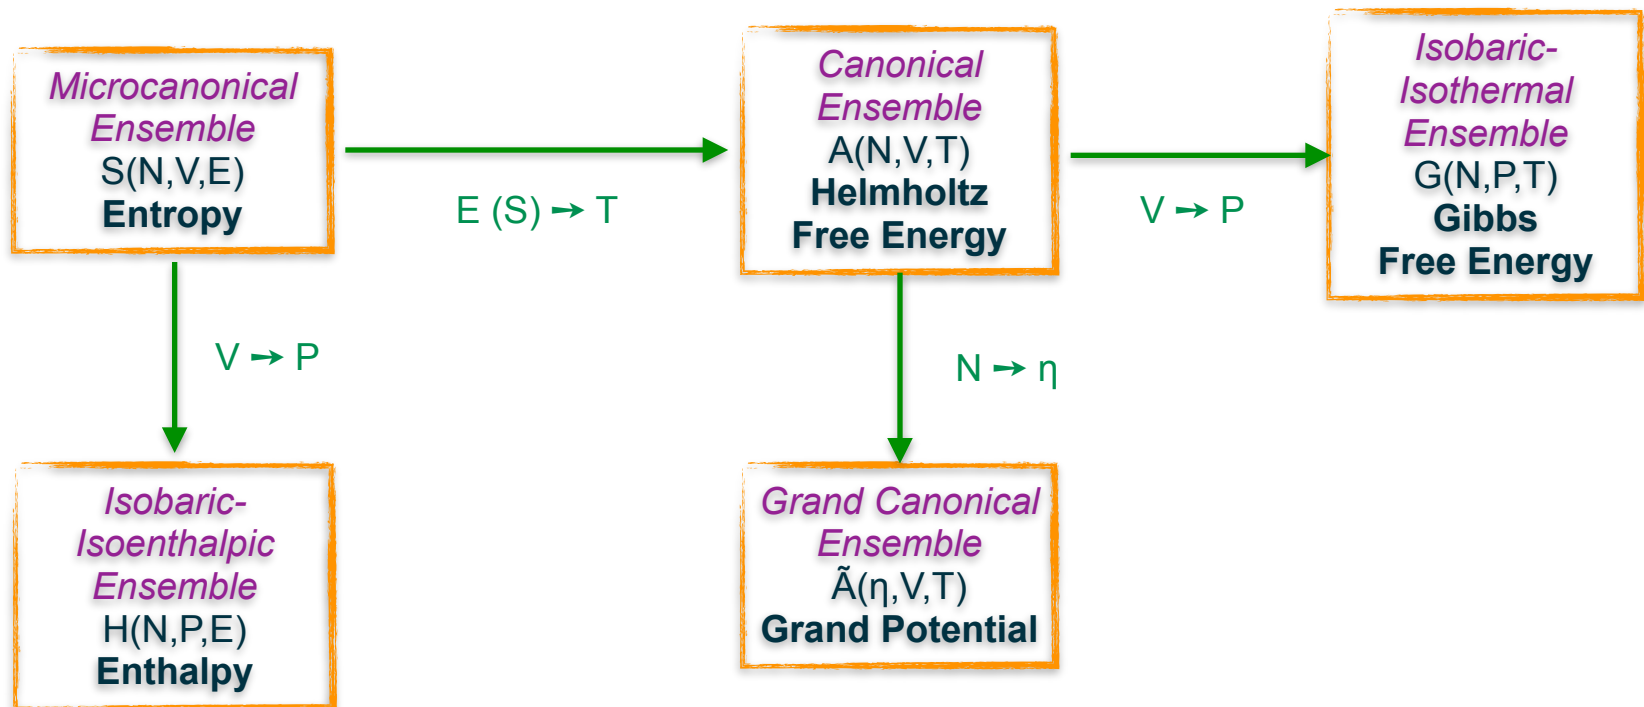 Microcanonical
Ensemble
S(N,V,E)
Entropy
E (S) ➞ T
Canonical
Ensemble
A(N,V,T)
Helmholtz
Free Energy
V ➞ P
Isobaric-
Isothermal
Ensemble
G(N,P,T)
Gibbs
Free Energy
V ➞ P
N ➞ η
Isobaric-
Isoenthalpic
Ensemble
H(N,P,E)
Enthalpy
Grand Canonical
Ensemble
Ã(η,V,T)
Grand Potential